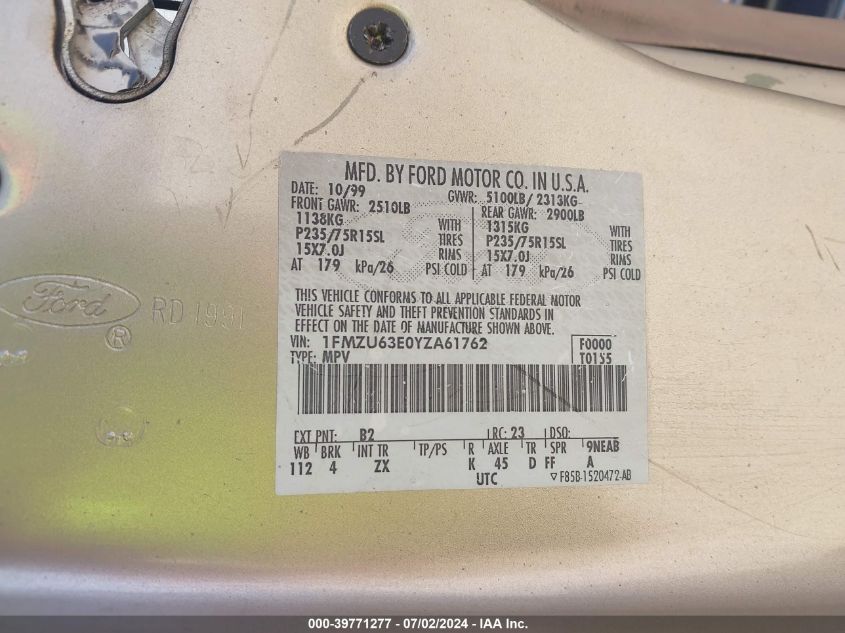 MFD. BY FORD MOTOR CO. IN U.S.A.
DATE: 10/99 GVWR: 5100LB/ 2313KG
FRONT GAWR: 2510LB REAR GAWR: 2900LB
1138KG WITH 1315KG WITH
P235/75R15SL TIRES P235/75R15SL TIRES
15X7.0J RIMS 15X7.0J RIMS
AT 179 kPa/26 PSI COLD AT 179 kPa/26 PSI COLD
THIS VEHICLE CONFORMS TO ALL APPLICABLE FEDERAL MOTOR
VEHICLE SAFETY AND THEFT PREVENTION STANDARDS IN
EFFECT ON THE DATE OF MANUFACTURE SHOWN ABOVE.
VIN: 1FMZU63E0YZA61762 F0000
TYPE: MPV T0155
EXT PNT: B2 RC: 23 DSO:
WB BRK INT TR TP/PS R AXLE TR SPR 9NEAB
112 4 ZX K 45 D FF A
UTC ▽F85B-1520472-AB
Ford RD 1991
®
000-39771277 - 07/02/2024 - IAA Inc.